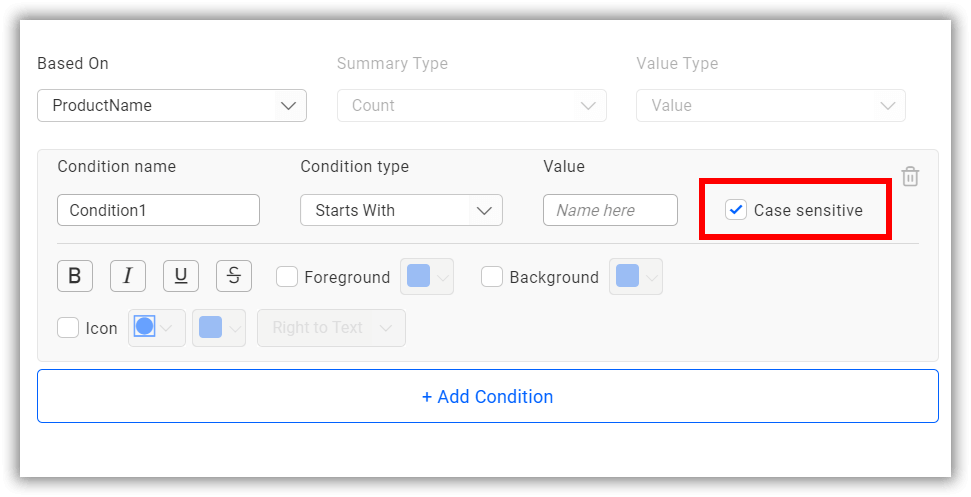 Based On Summary Type Value Type
ProductName Count Value
Condition name Condition type Value
Condition1 Starts With Name here Case sensitive
B I U S Foreground Background
Icon Right to Text
+ Add Condition